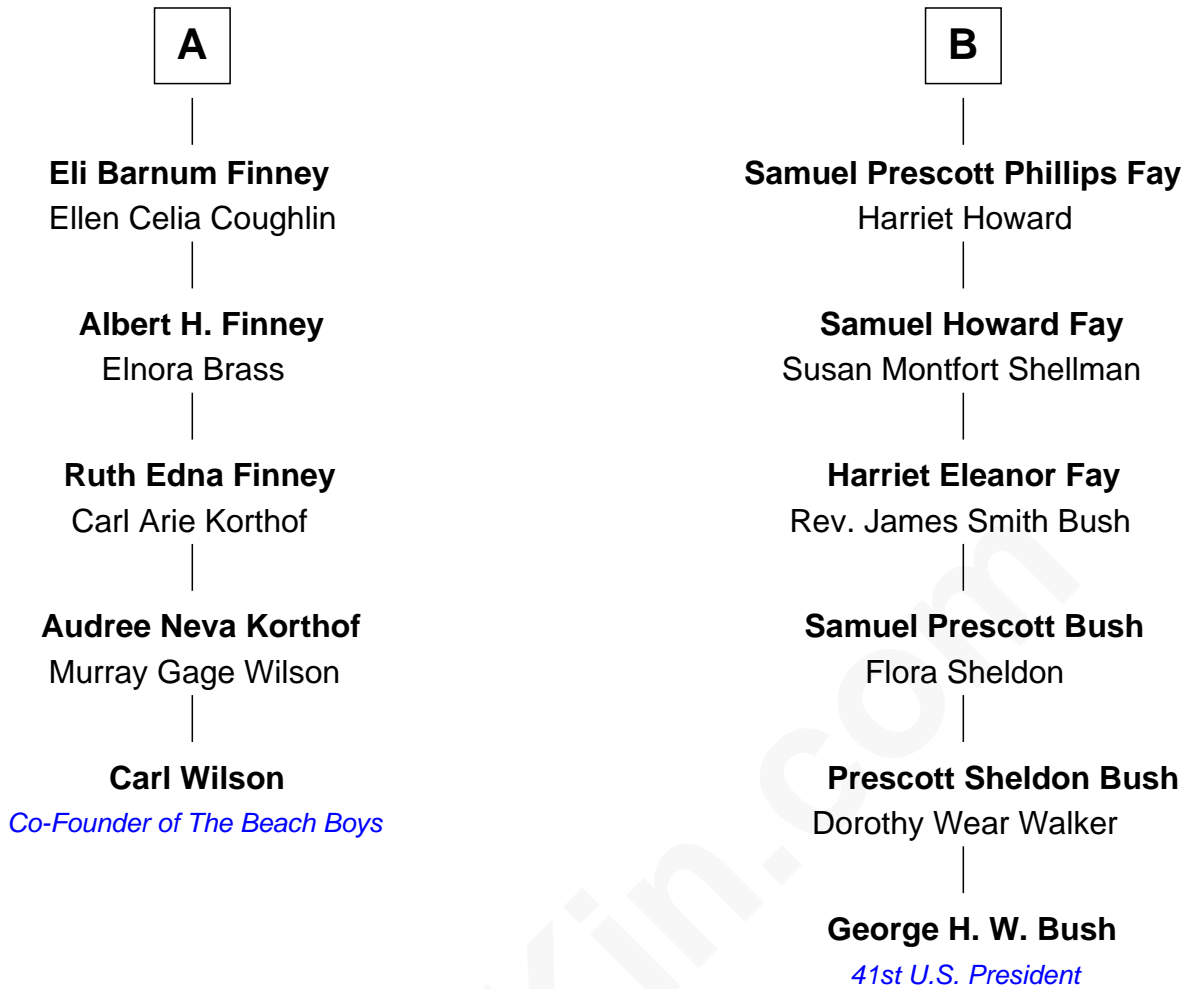 A
Eli Barnum Finney
Ellen Celia Coughlin
Albert H. Finney
Elnora Brass
Ruth Edna Finney
Carl Arie Korthof
Audree Neva Korthof
Murray Gage Wilson
Carl Wilson
Co-Founder of The Beach Boys
B
Samuel Prescott Phillips Fay
Harriet Howard
Samuel Howard Fay
Susan Montfort Shellman
Harriet Eleanor Fay
Rev. James Smith Bush
Samuel Prescott Bush
Flora Sheldon
Prescott Sheldon Bush
Dorothy Wear Walker
George H. W. Bush
41st U.S. President